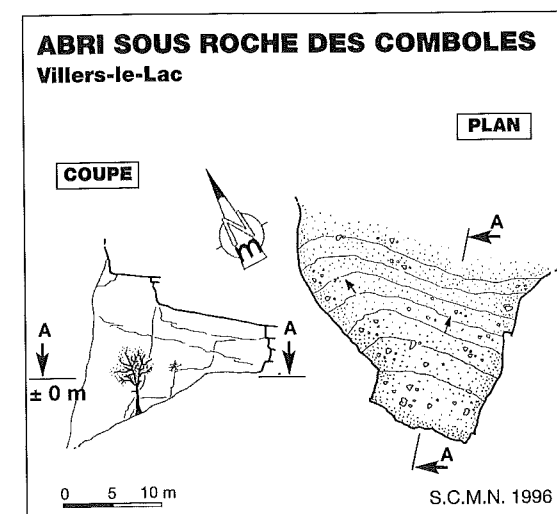 ABRI SOUS ROCHE DES COMBOLES
Villers-le-Lac
PLAN
COUPE
A
A
A
± 0 m
A
0 5 10 m
S.C.M.N. 1996